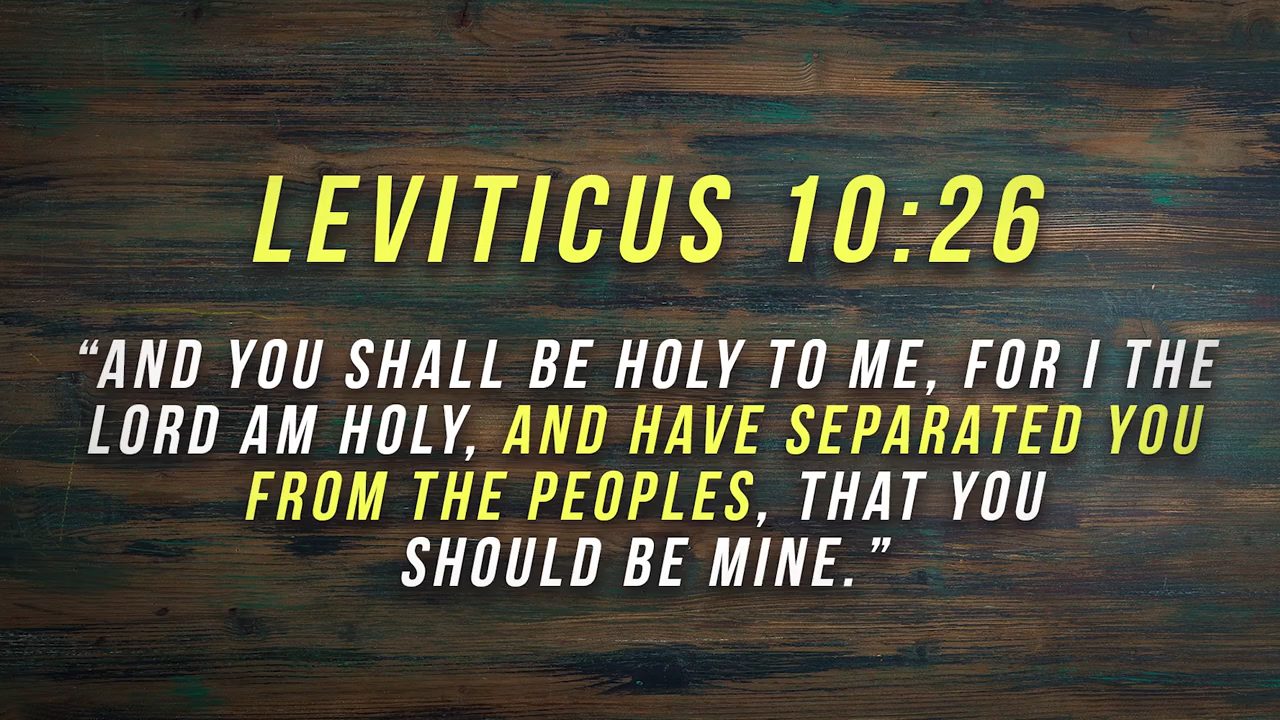 LEVITICUS 10:26
“AND YOU SHALL BE HOLY TO ME, FOR I THE
LORD AM HOLY, AND HAVE SEPARATED YOU
FROM THE PEOPLES, THAT YOU
SHOULD BE MINE.”